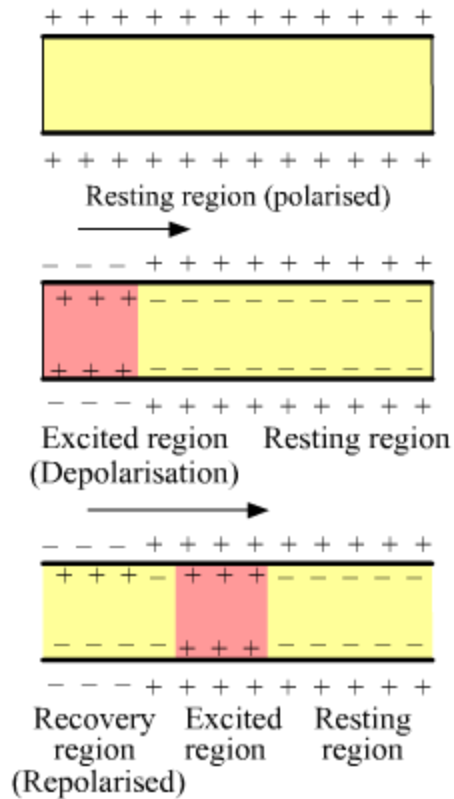 Resting region (polarised)
Excited region
(Depolarisation)
Resting region
Recovery
region
(Repolarised)
Excited
region
Resting
region